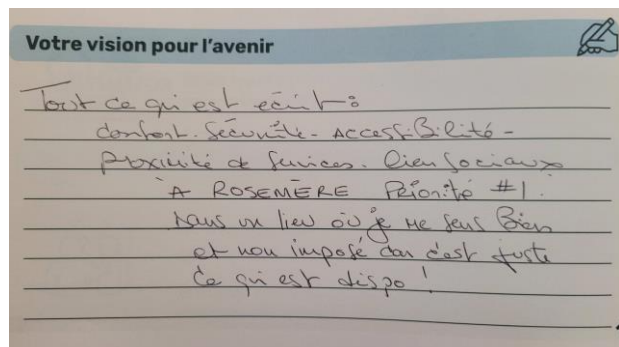 Votre vision pour l'avenir
Tout ce qui est écrit :
Confort - Sécurité - Accessibilité -
Proximité de services - liens sociaux
À ROSEMÈRE Priorité #1.
Dans un lieu où je me sens bien
et non imposé car c'est juste
ce qui est dispo !